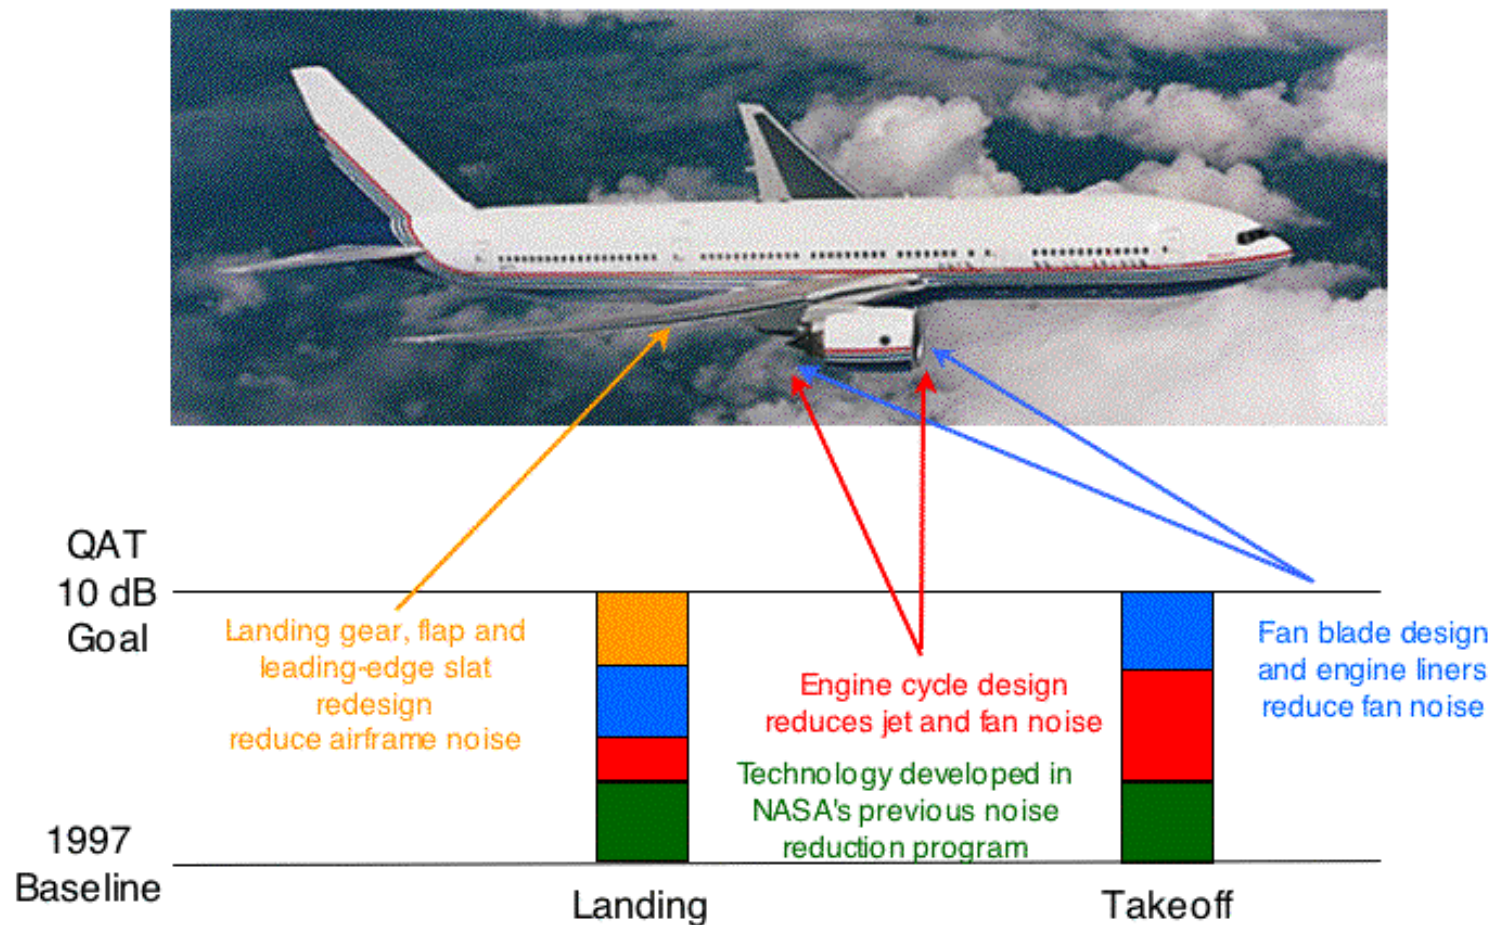 QAT
10 dB
Goal
Landing gear, flap and
leading-edge slat
redesign
reduce airframe noise
Engine cycle design
reduces jet and fan noise
Technology developed in
NASA's previous noise
reduction program
Fan blade design
and engine liners
reduce fan noise
1997
Baseline
Landing
Takeoff